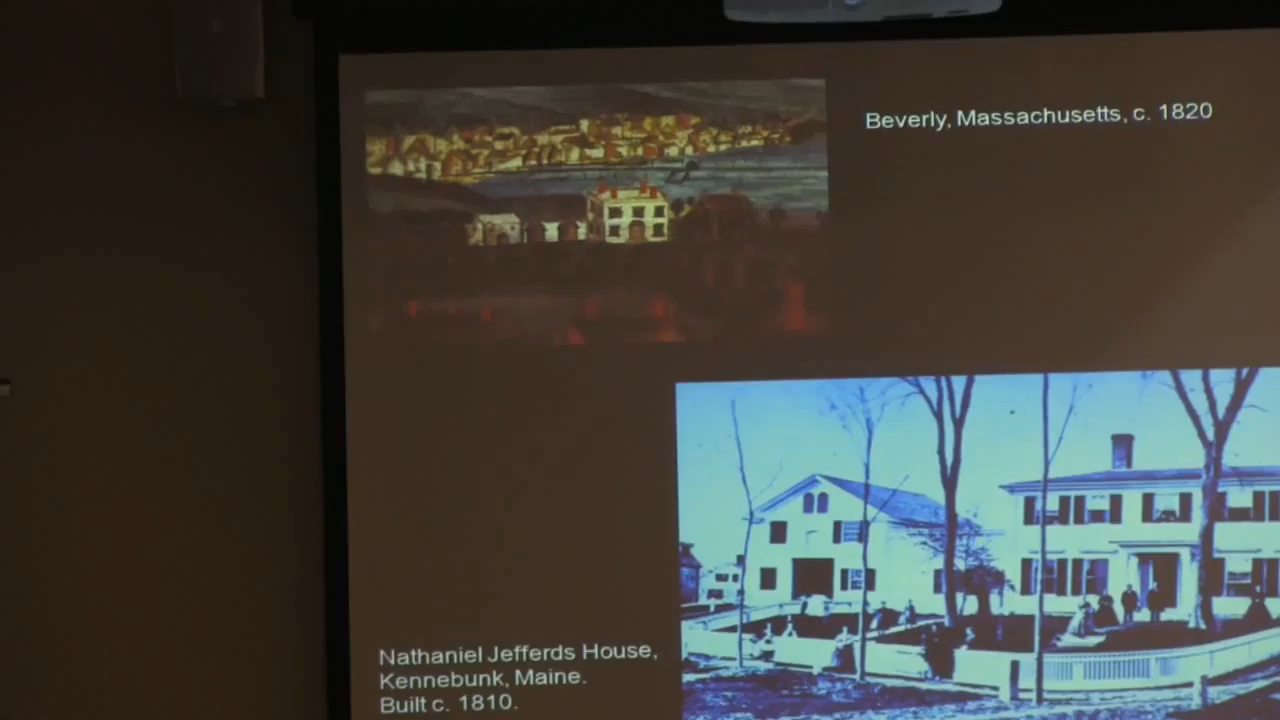 Beverly, Massachusetts, c. 1820
Nathaniel Jefferds House,
Kennebunk, Maine.
Built c. 1810.